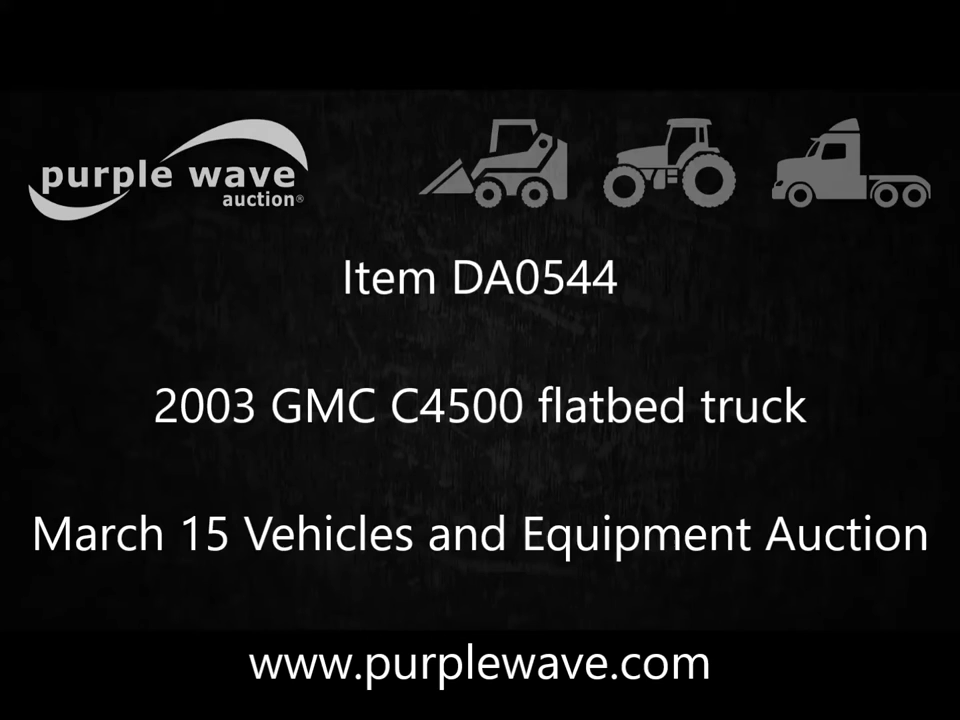 purple wave
auction®
Item DA0544
2003 GMC C4500 flatbed truck
March 15 Vehicles and Equipment Auction
www.purplewave.com